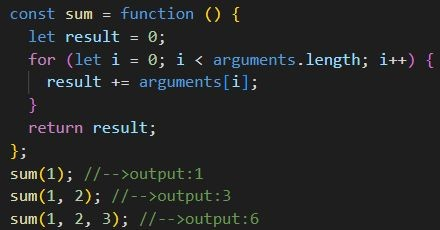 const sum = function () {
  let result = 0;
  for (let i = 0; i < arguments.length; i++) {
    result += arguments[i];
  }
  return result;
};
sum(1); //-->output:1
sum(1, 2); //-->output:3
sum(1, 2, 3); //-->output:6